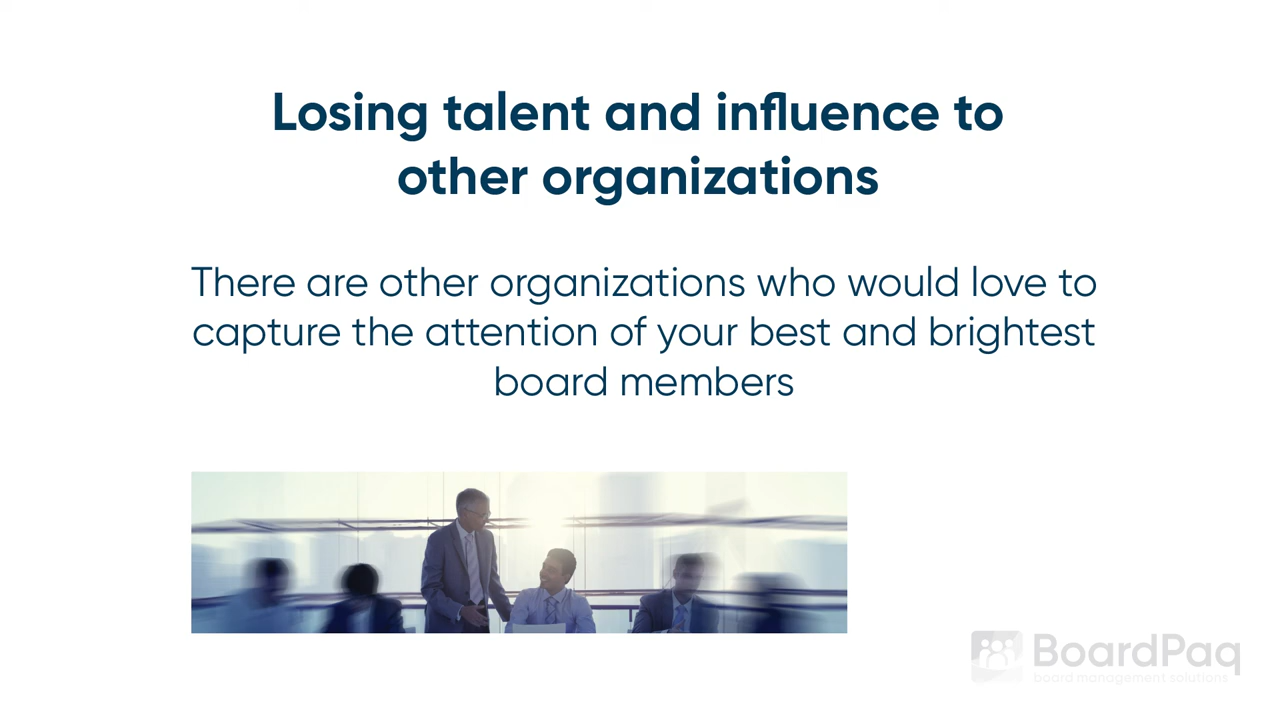 Losing talent and influence to
other organizations
There are other organizations who would love to
capture the attention of your best and brightest
board members
BoardPaq
board management solutions